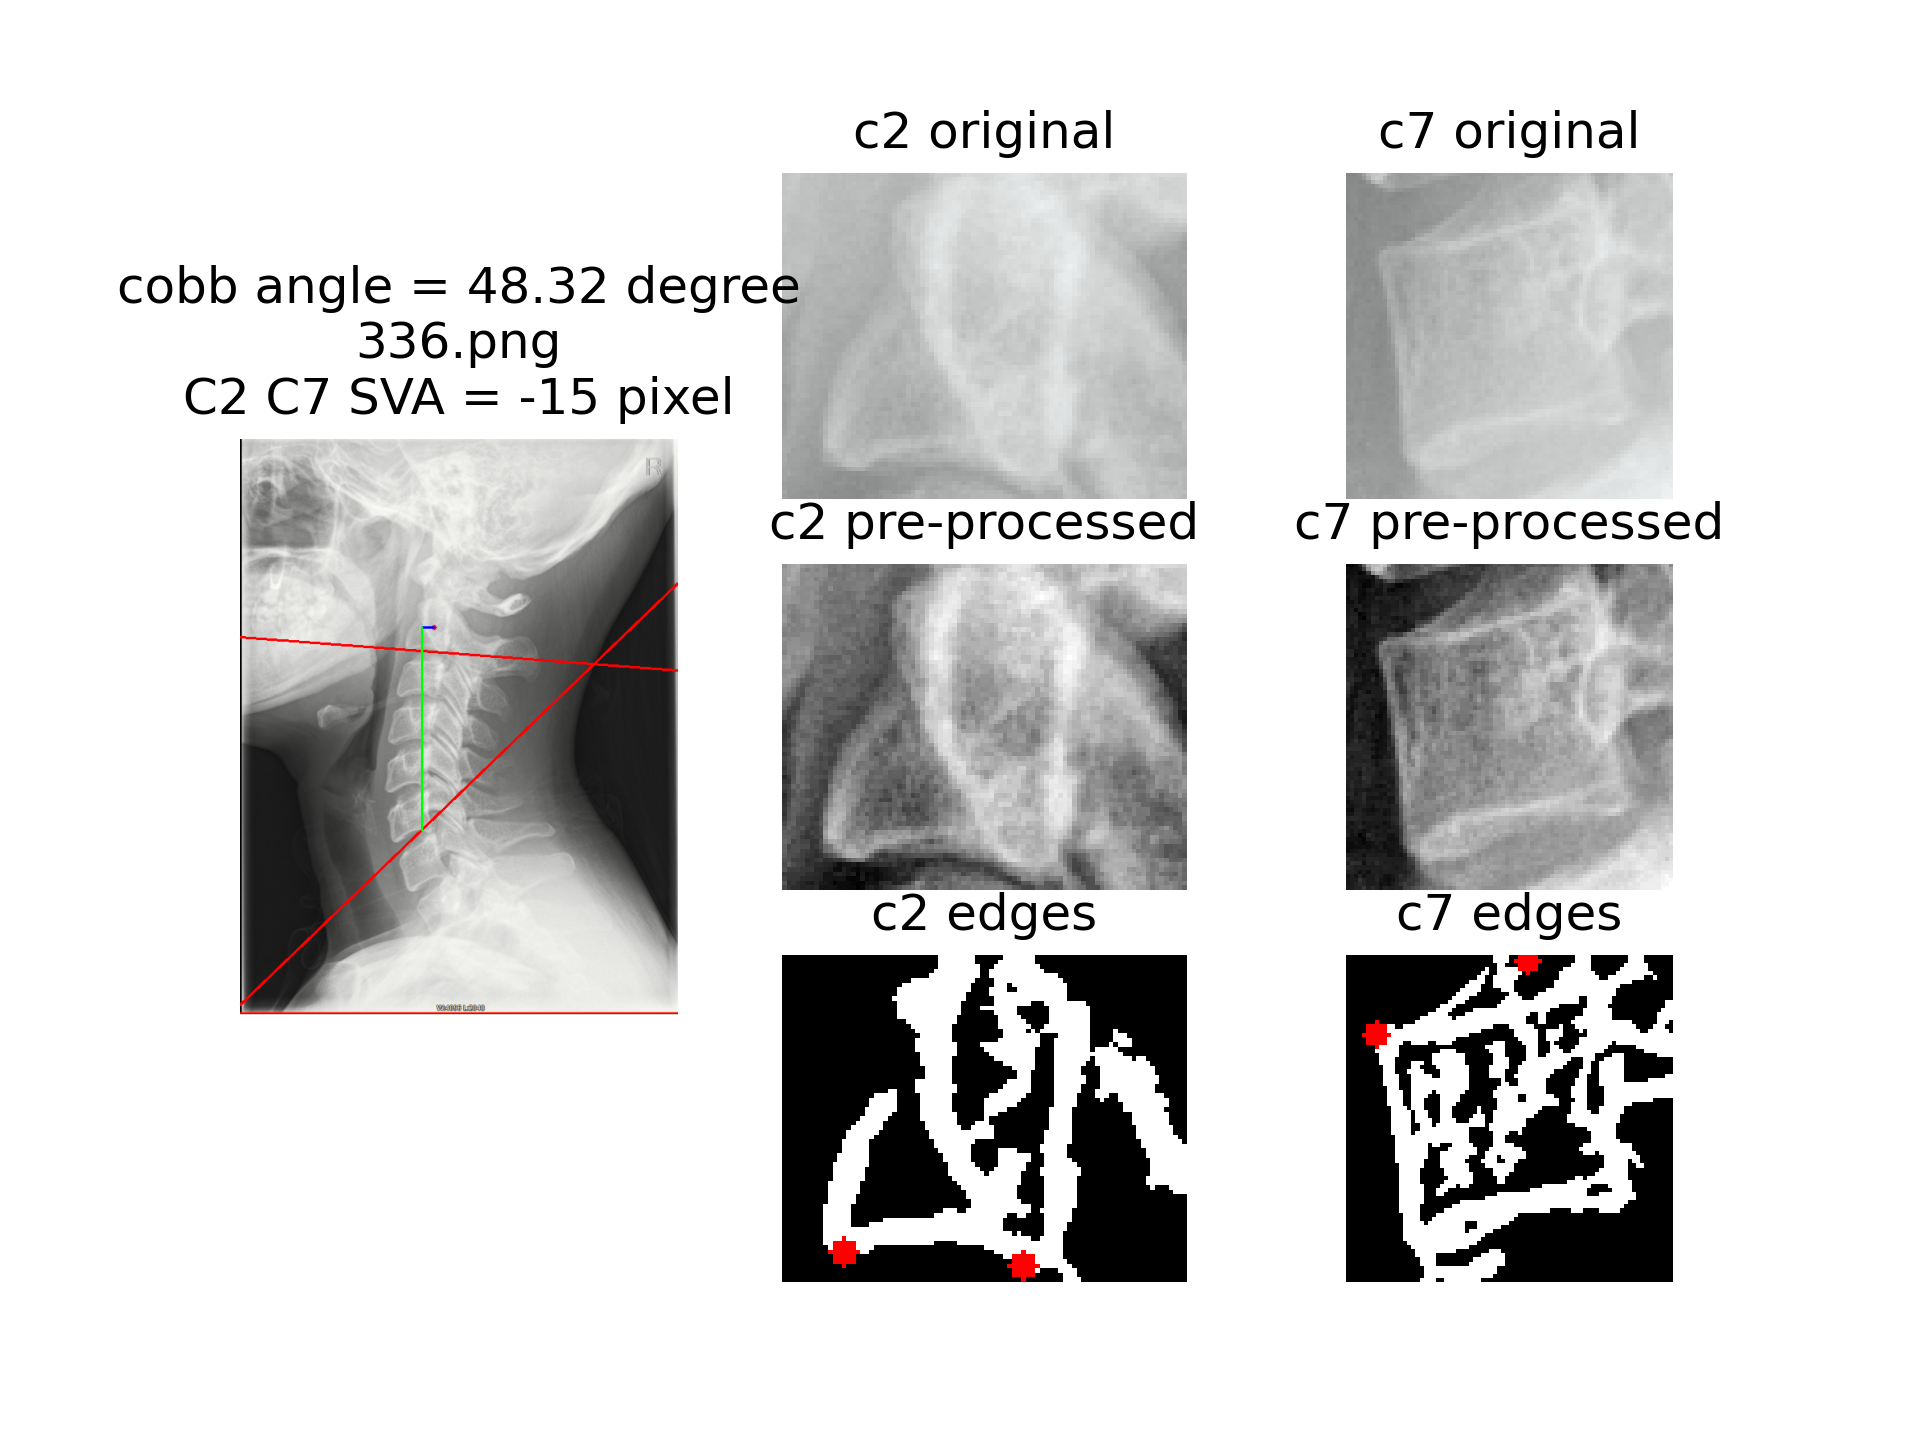 cobb angle = 48.32 degree
336.png
C2 C7 SVA = -15 pixel
R
c2 original
c7 original
c2 pre-processed
c7 pre-processed
c2 edges
c7 edges